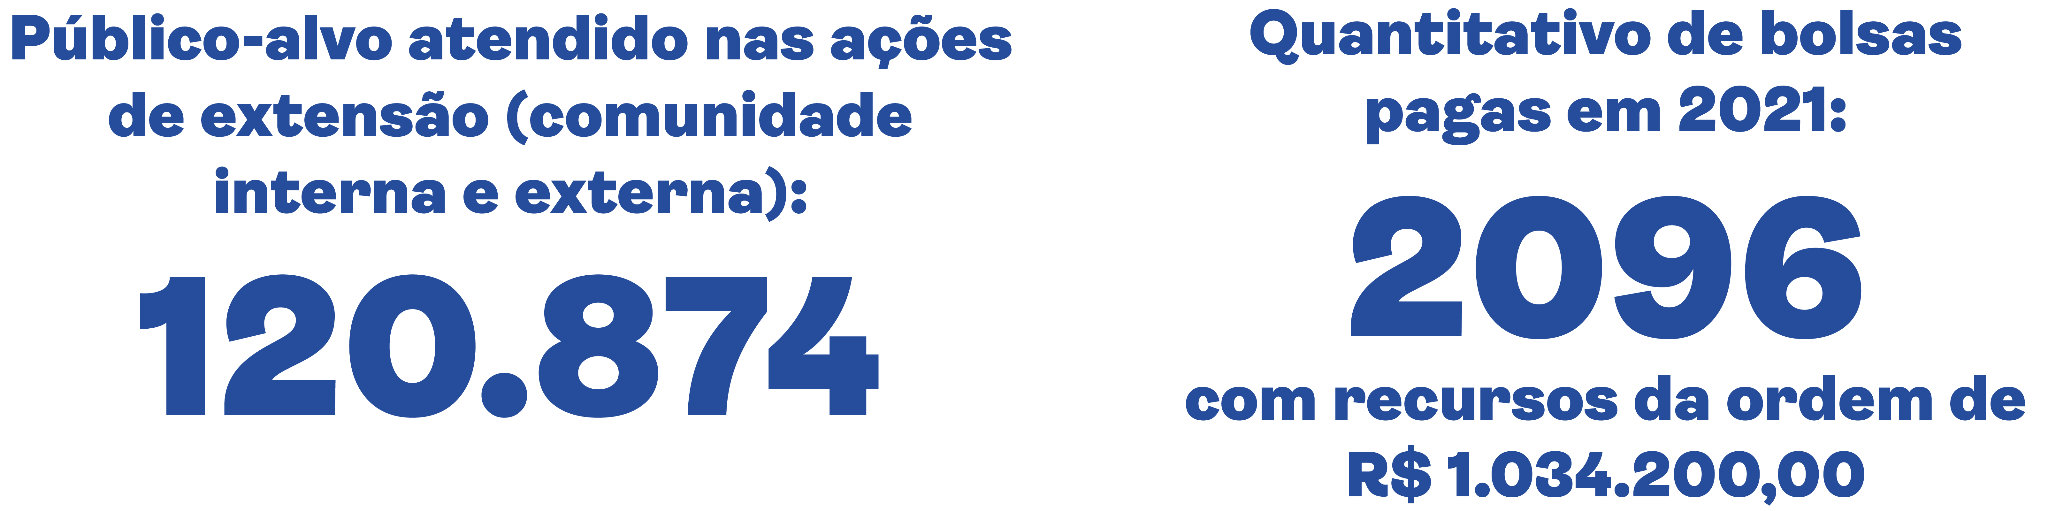 Público-alvo atendido nas ações
de extensão (comunidade
interna e externa):
120.874
Quantitativo de bolsas
pagas em 2021:
2096
com recursos da ordem de
R$ 1.034.200,00